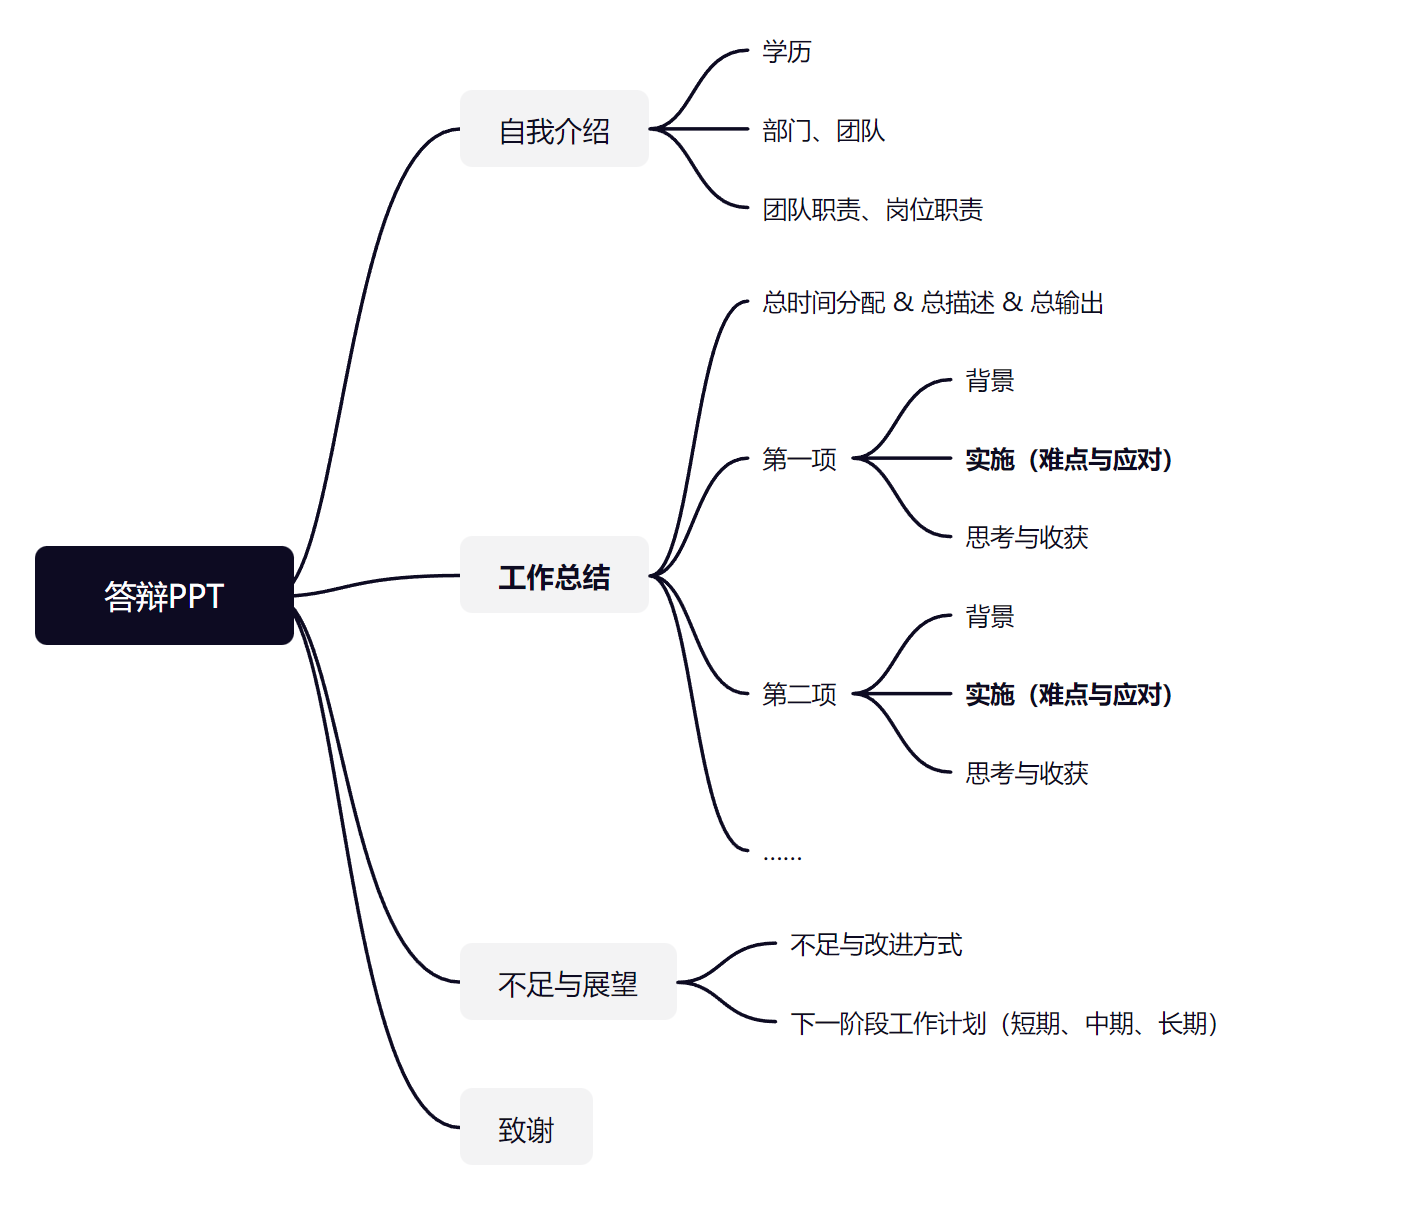 答辩PPT
自我介绍
学历
部门、团队
团队职责、岗位职责
工作总结
总时间分配 & 总描述 & 总输出
第一项
背景
实施（难点与应对）
思考与收获
第二项
背景
实施（难点与应对）
思考与收获
……
不足与展望
不足与改进方式
下一阶段工作计划（短期、中期、长期）
致谢